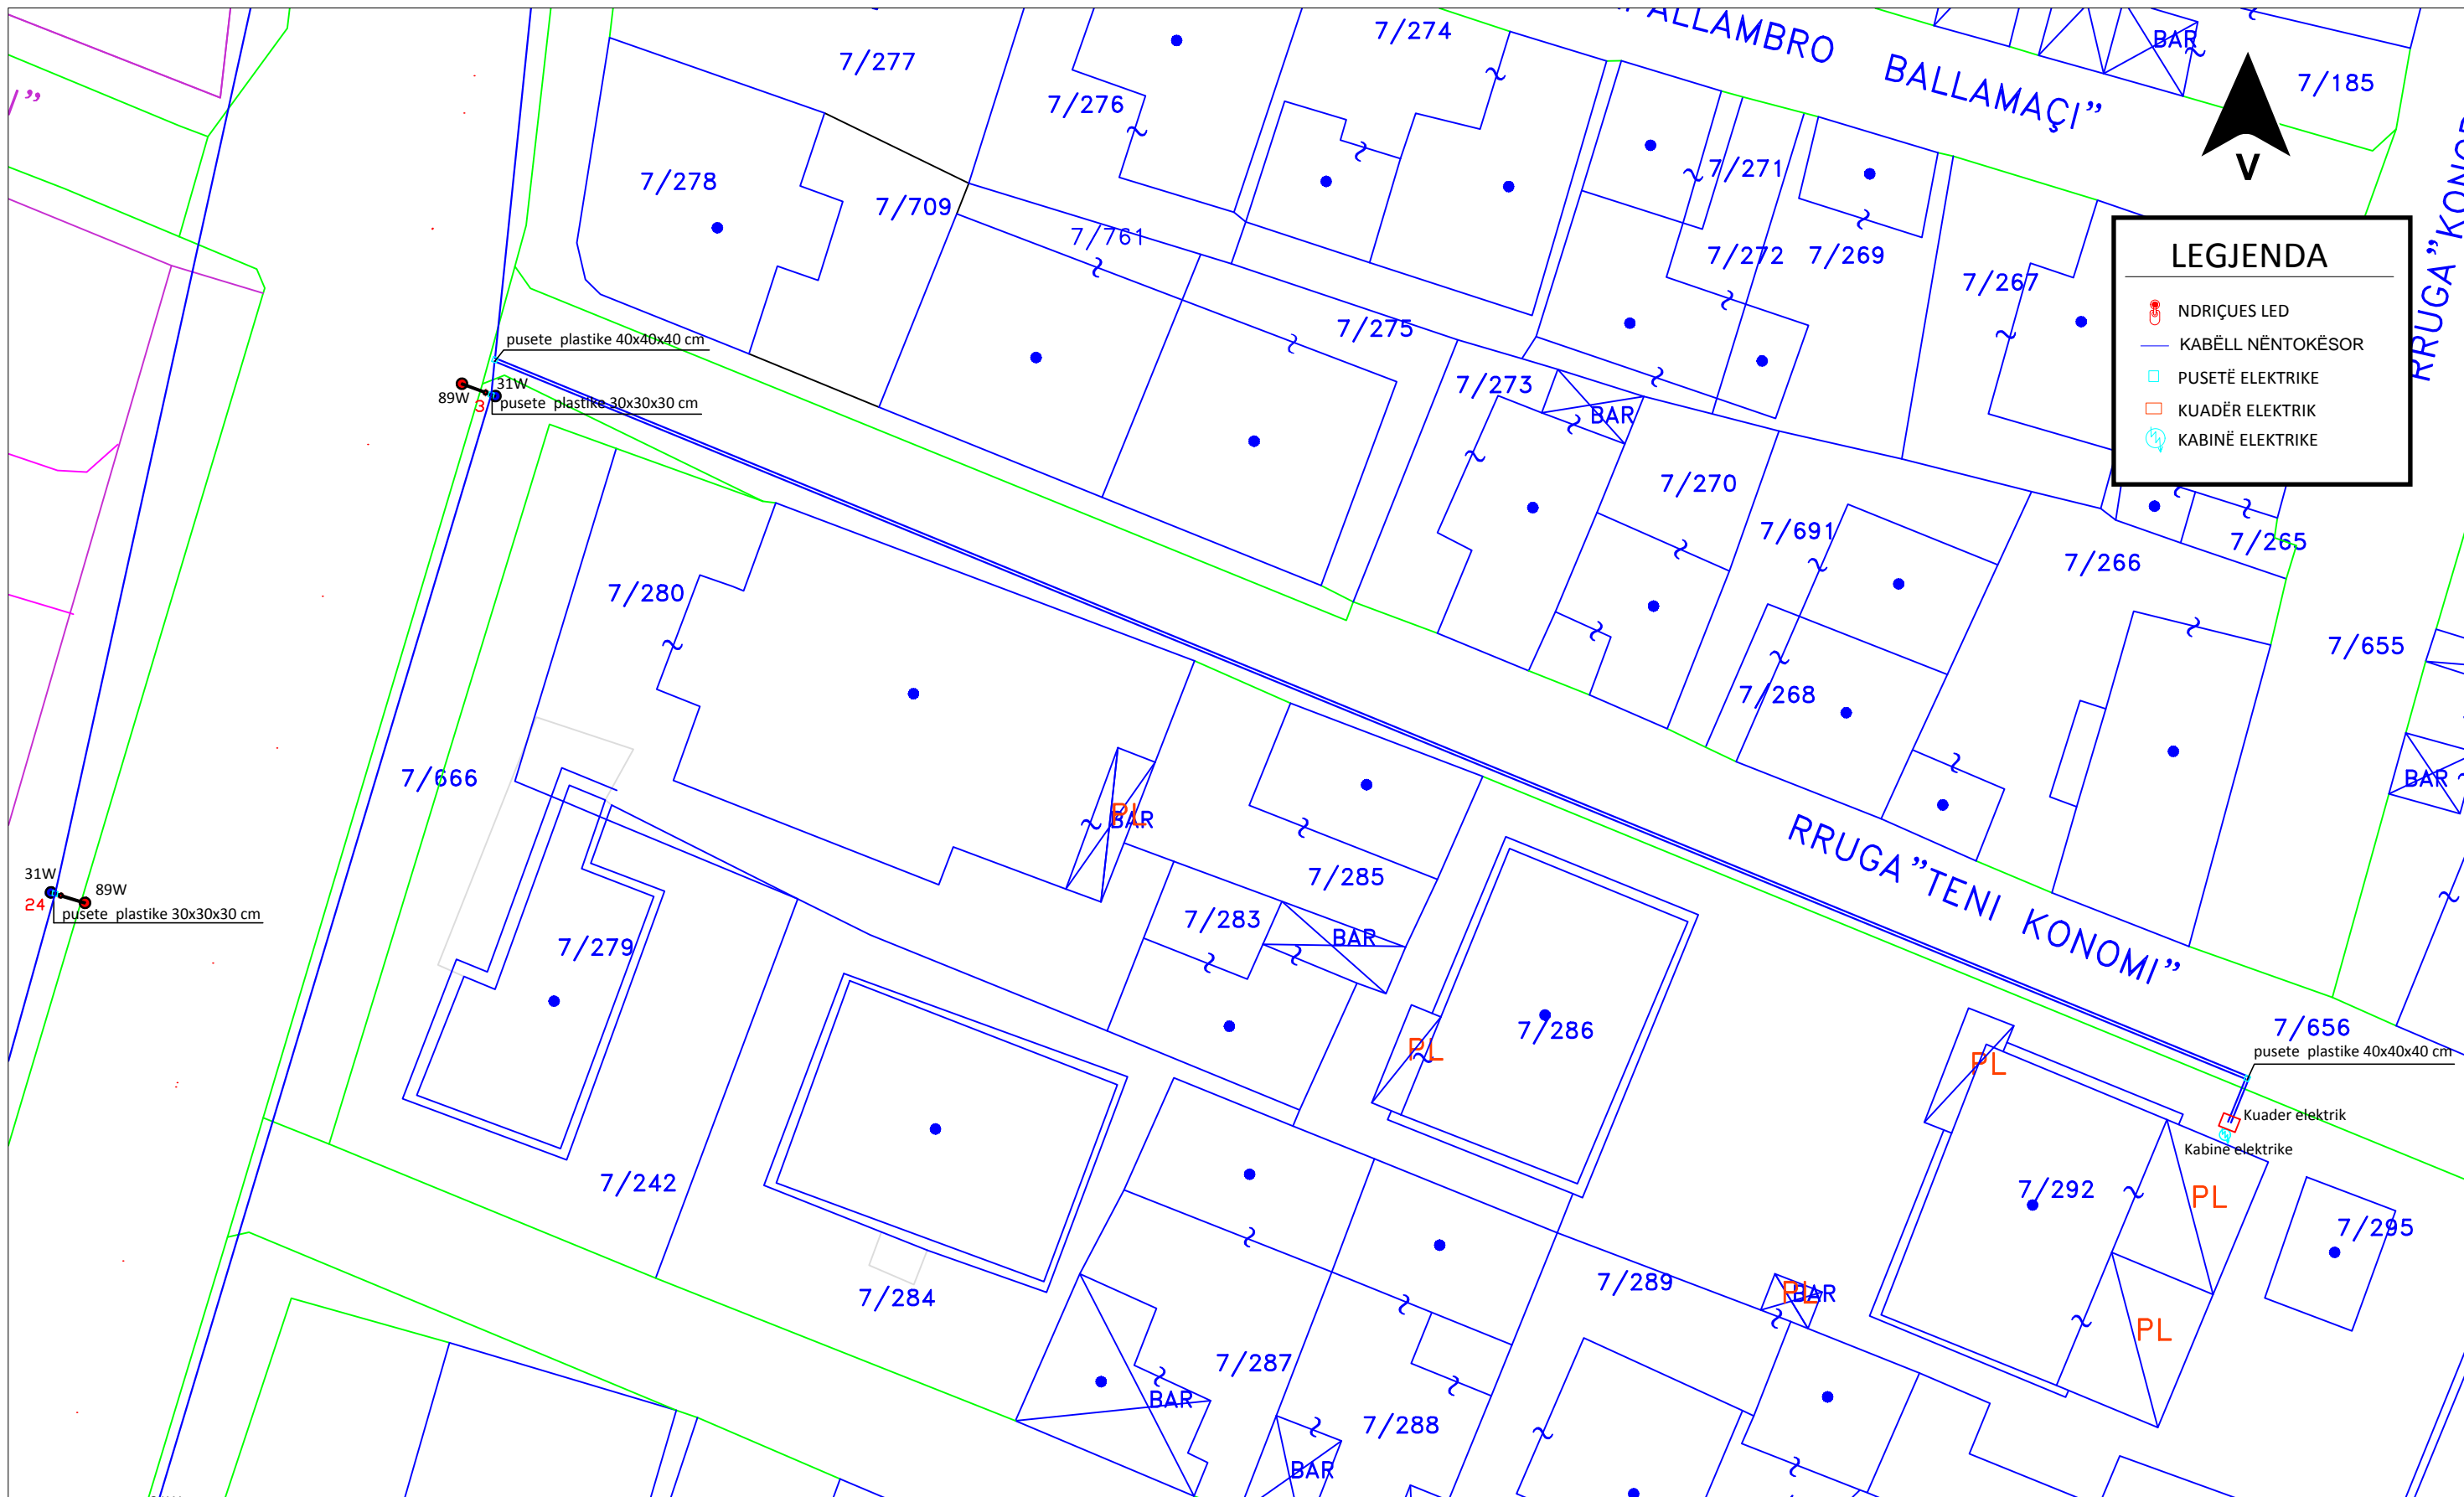 7/277
7/276
7/274
BALLAMAÇI”
BAR
7/185
7/278
7/709
7/761
7/271
7/272
7/269
7/267
V
LEGJENDA
NDRIÇUES LED
KABËLL NËNTOKËSOR
PUSETË ELEKTRIKE
KUADËR ELEKTRIK
KABINË ELEKTRIKE
pusete plastike 40x40x40 cm
89W
31W
3
pusete plastike 30x30x30 cm
7/275
7/273
BAR
7/270
7/691
7/266
7/265
7/280
7/655
7/268
7/666
PL
BAR
BAR
31W
89W
24
pusete plastike 30x30x30 cm
7/285
7/283
BAR
7/279
RRUGA”TENI KONOMI”
PL
7/286
PL
7/656
pusete plastike 40x40x40 cm
Kuader elektrik
Kabine elektrike
7/242
7/292
PL
7/295
7/284
7/289
PL
BAR
PL
7/287
BAR
7/288
BAR